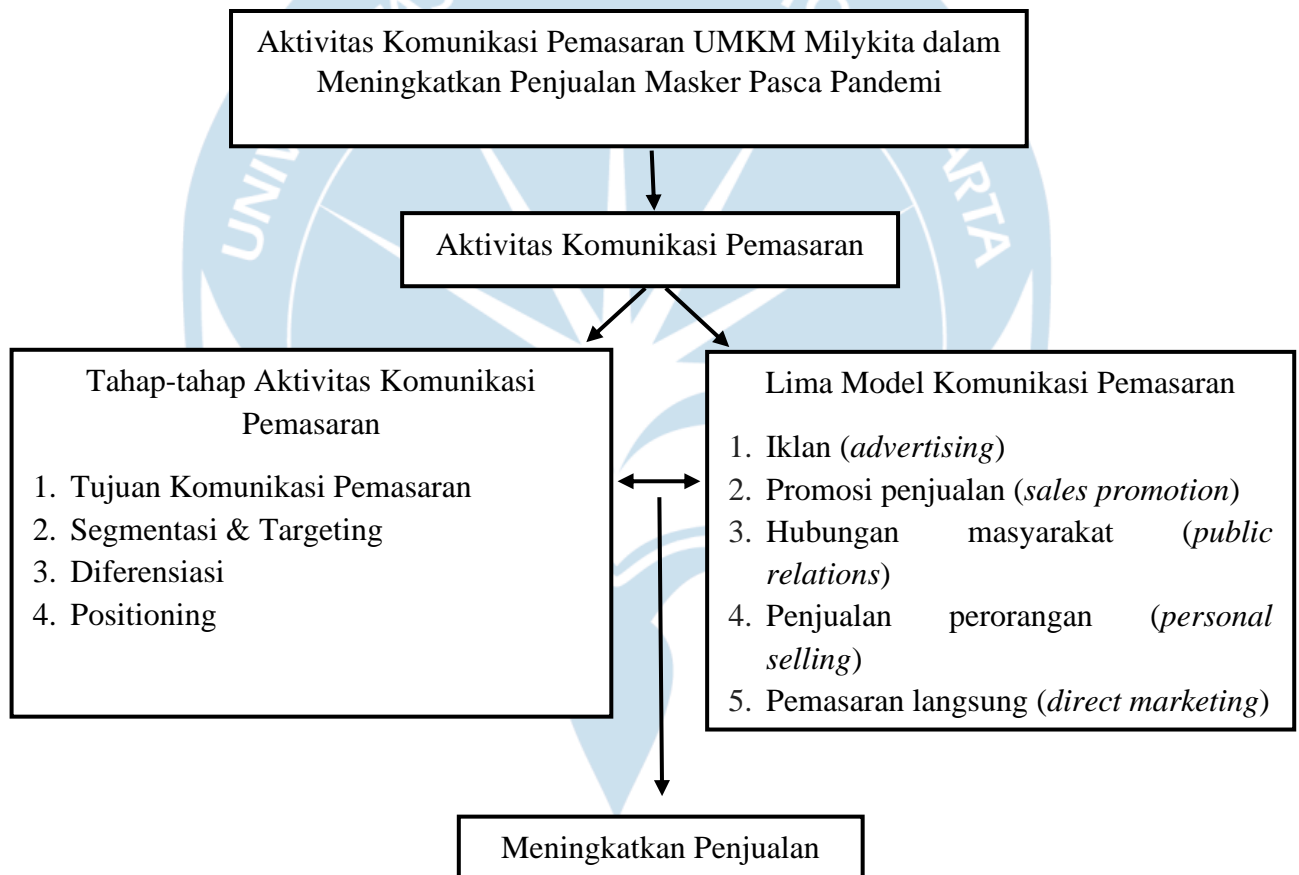 Aktivitas Komunikasi Pemasaran UMKM Milykita dalam
Meningkatkan Penjualan Masker Pasca Pandemi
Aktivitas Komunikasi Pemasaran
Tahap-tahap Aktivitas Komunikasi
Pemasaran
1. Tujuan Komunikasi Pemasaran
2. Segmentasi & Targeting
3. Diferensiasi
4. Positioning
Lima Model Komunikasi Pemasaran
1. Iklan (advertising)
2. Promosi penjualan (sales promotion)
3. Hubungan masyarakat (public
relations)
4. Penjualan perorangan (personal
selling)
5. Pemasaran langsung (direct marketing)
Meningkatkan Penjualan